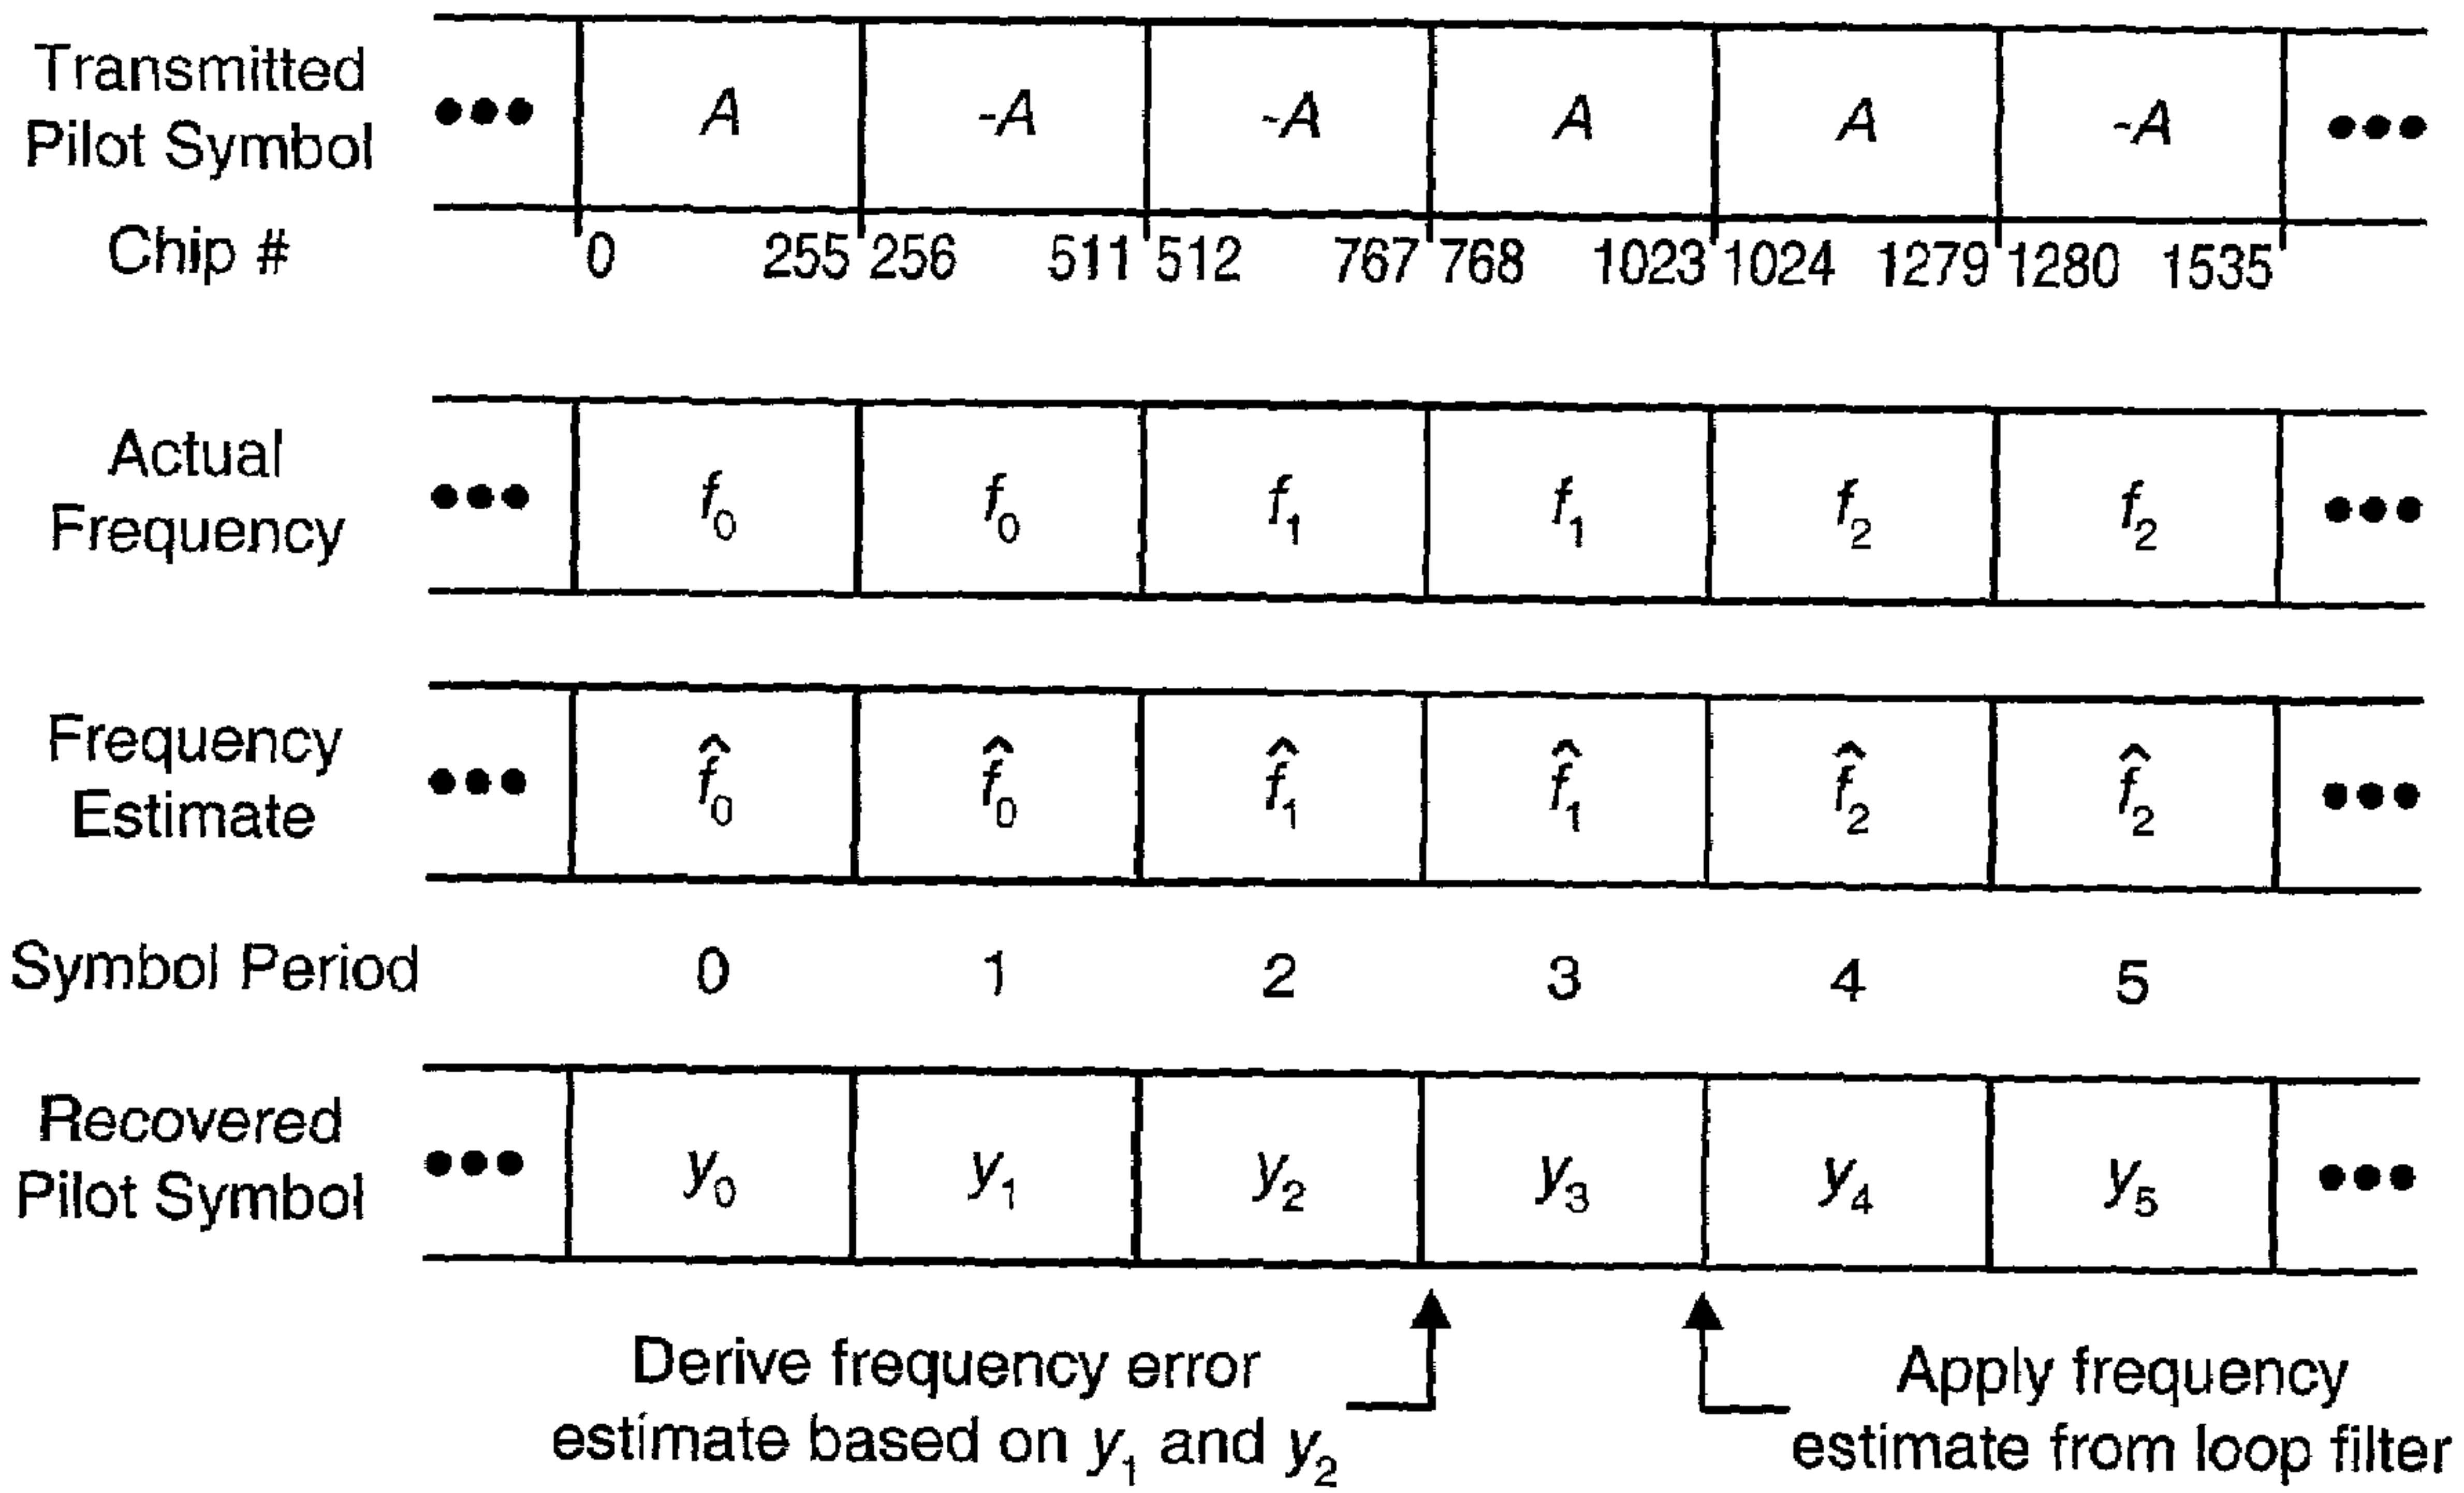 Transmitted
Pilot Symbol
••• A -A -A A A -A •••
Chip #
0 255 256 511 512 767 768 1023 1024 1279 1280 1535
Actual
Frequency
••• f₀ f₀ f₁ f₁ f₂ f₂ •••
Frequency
Estimate
••• f̂₀ f̂₀ f̂₁ f̂₁ f̂₂ f̂₂ •••
Symbol Period 0 1 2 3 4 5
Recovered
Pilot Symbol
••• y₀ y₁ y₂ y₃ y₄ y₅ •••
Derive frequency error
estimate based on y₁ and y₂
Apply frequency
estimate from loop filter